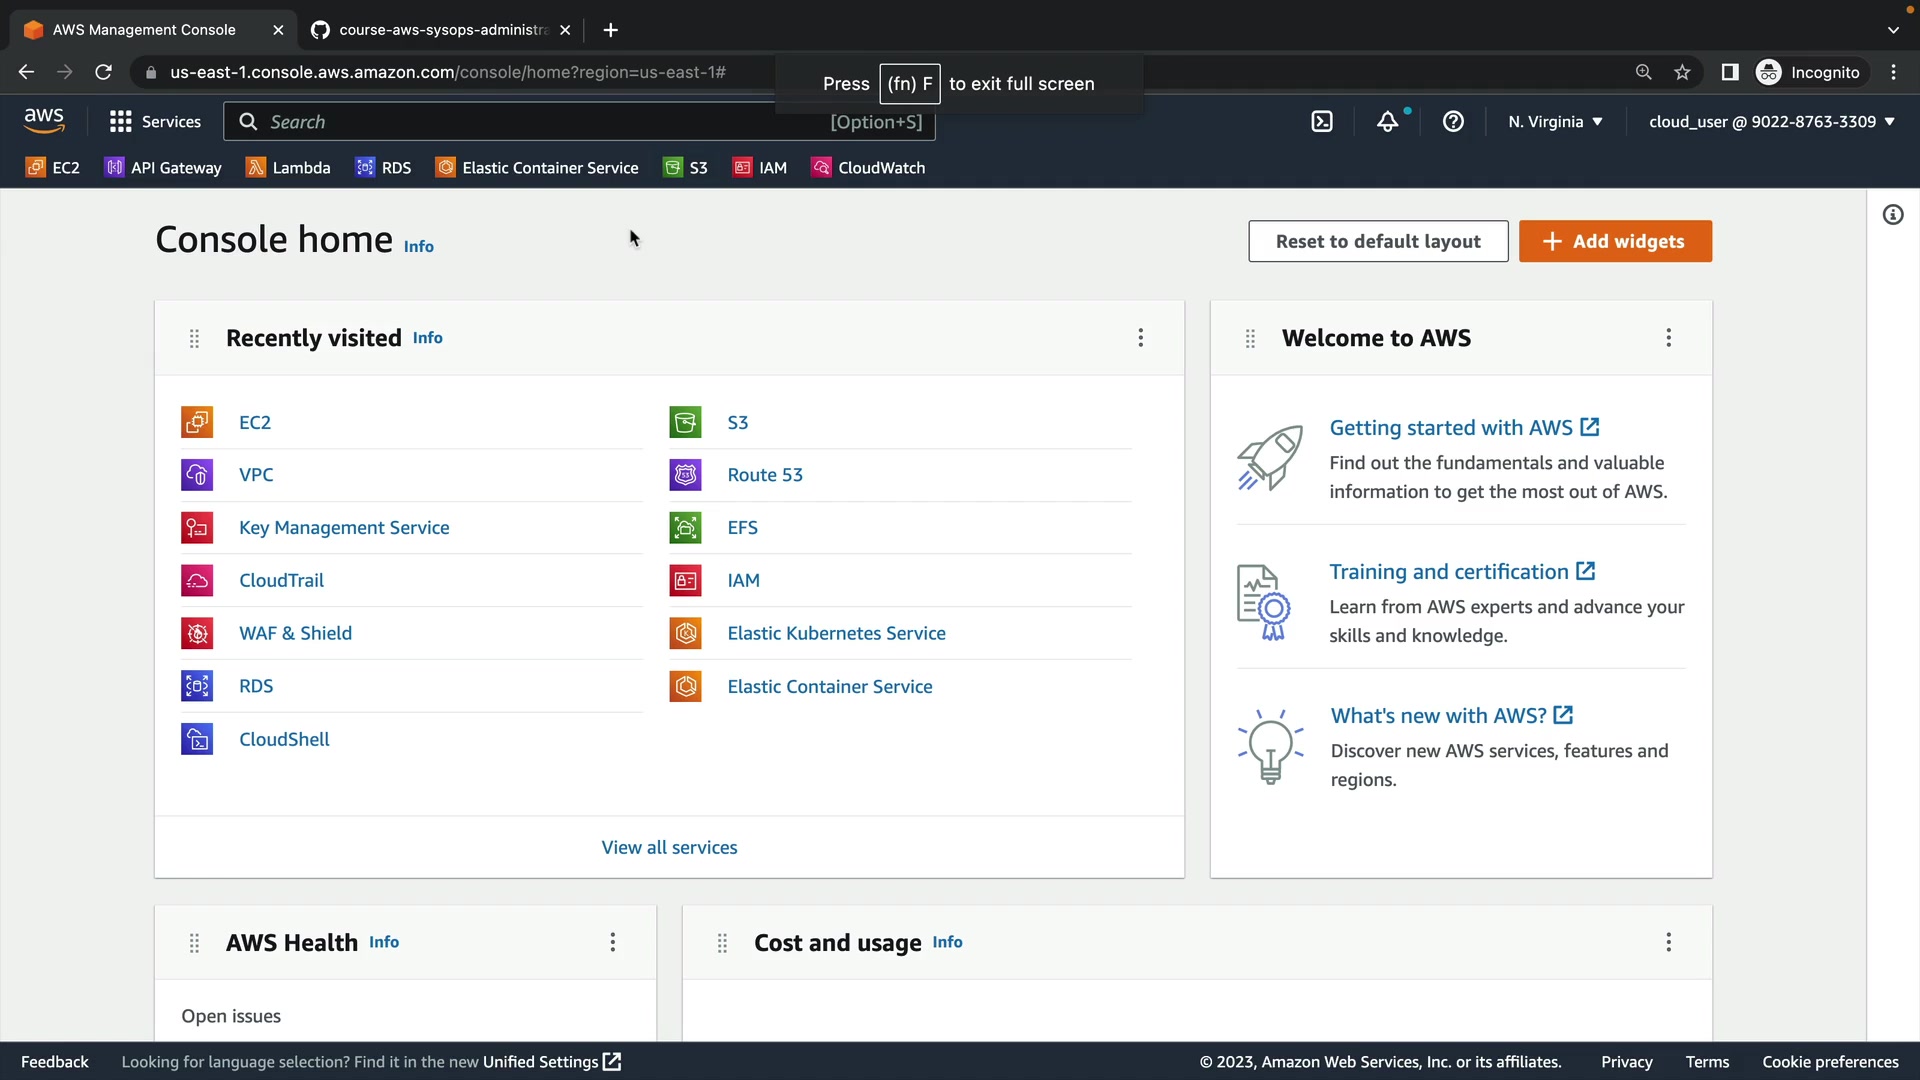 AWS Management Console
course-aws-sysops-administra
us-east-1.console.aws.amazon.com/console/home?region=us-east-1#
Incognito
Press (fn) F to exit full screen
aws
Services
Search
[Option+S]
N. Virginia
cloud_user @ 9022-8763-3309
EC2
API Gateway
Lambda
RDS
Elastic Container Service
S3
IAM
CloudWatch
Console home
Info
Reset to default layout
Add widgets
Recently visited
Info
EC2
VPC
Key Management Service
CloudTrail
WAF & Shield
RDS
CloudShell
S3
Route 53
EFS
IAM
Elastic Kubernetes Service
Elastic Container Service
View all services
Welcome to AWS
Getting started with AWS
Find out the fundamentals and valuable
information to get the most out of AWS.
Training and certification
Learn from AWS experts and advance your
skills and knowledge.
What's new with AWS?
Discover new AWS services, features and
regions.
AWS Health
Info
Open issues
Cost and usage
Info
Feedback
Looking for language selection? Find it in the new Unified Settings
© 2023, Amazon Web Services, Inc. or its affiliates.
Privacy
Terms
Cookie preferences